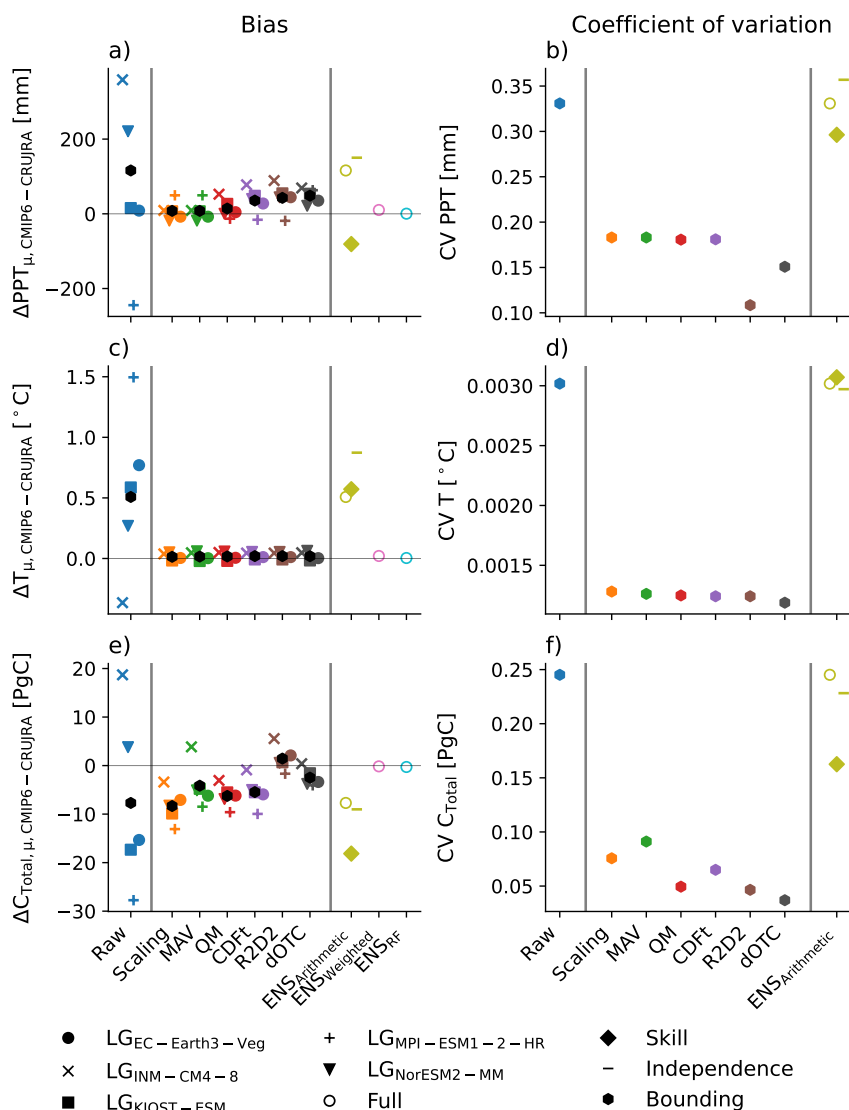 Bias
Coefficient of variation
a)
b)
ΔPPTμ, CMIP6−CRUJRA [mm]
200
0
−200
CV PPT [mm]
0.35
0.30
0.25
0.20
0.15
0.10
c)
d)
ΔTμ, CMIP6−CRUJRA [°C]
1.5
1.0
0.5
0.0
CV T [°C]
0.0030
0.0025
0.0020
0.0015
e)
f)
ΔCTotal, μ, CMIP6−CRUJRA [PgC]
20
10
0
−10
−20
−30
CV CTotal [PgC]
0.25
0.20
0.15
0.10
0.05
Raw
Scaling
MAV
QM
CDFt
R2D2
dOTC
ENSArithmetic
ENSWeighted
ENSRF
Raw
Scaling
MAV
QM
CDFt
R2D2
dOTC
ENSArithmetic
LGEC−Earth3−Veg
LGMPI−ESM1−2−HR
Skill
LGINM−CM4−8
LGNorESM2−MM
Independence
LGKIOST−ESM
Full
Bounding